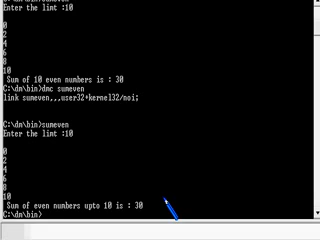 Enter the limt :10
0
2
4
6
8
10
Sum of 10 even numbers is : 30
C:\dm\bin>dmc sumeven
link sumeven,,,user32+kernel32/noi;
C:\dm\bin>sumeven
Enter the limt :10
0
2
4
6
8
10
Sum of even numbers upto 10 is : 30
C:\dm\bin>